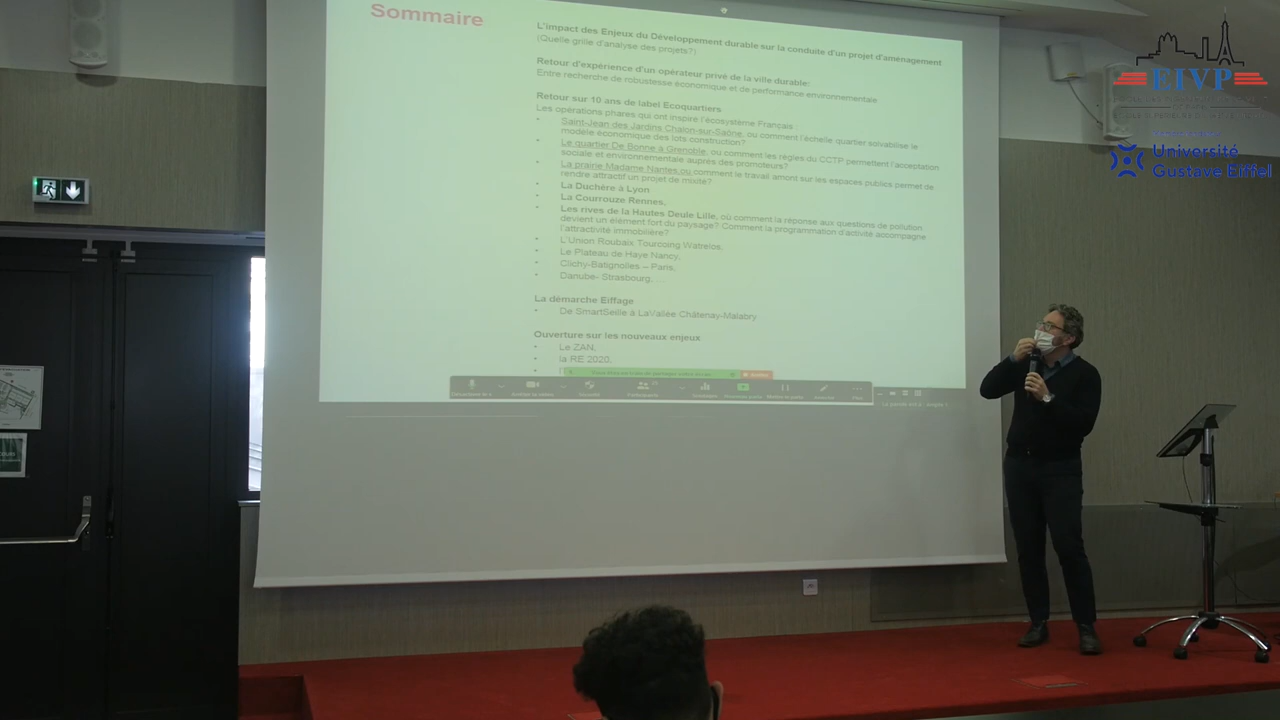 Sommaire
L'impact des Enjeux du Développement durable sur la conduite d'un projet d'aménagement
(Quelle grille d'analyse des projets?)
Retour d'expérience d'un opérateur privé de la ville durable:
Entre recherche de robustesse économique et de performance environnementale
Retour sur 10 ans de label Ecoquartiers
Les opérations phares qui ont inspiré l'écosystème Français
• Saint-Jean des Jardins Chalon-sur-Saône, ou comment l'échelle quartier solvabilise le
modèle économique des lots construction?
• Le quartier De Bonne à Grenoble, ou comment les règles du CCTP permettent l'acceptation
sociale et environnementale auprès des promoteurs?
• La prairie Madame Nantes ou comment le travail amont sur les espaces publics permet de
rendre attractif un projet de mixité?
• La Duchère à Lyon
• La Courrouze Rennes,
• Les rives de la Hautes Deule Lille, où comment la réponse aux questions de pollution
devient un élément fort du paysage? Comment la programmation d'activité accompagne
l'attractivité immobilière?
• L'Union Roubaix Tourcoing Watrelos,
• Le Plateau de Haye Nancy,
• Clichy-Batignolles – Paris,
• Danube- Strasbourg, ...
La démarche Eiffage
• De SmartSeille à LaVallée Châtenay-Malabry
Ouverture sur les nouveaux enjeux
• Le ZAN,
• la RE 2020,
Participants
EIVP
Université
Gustave Eiffel